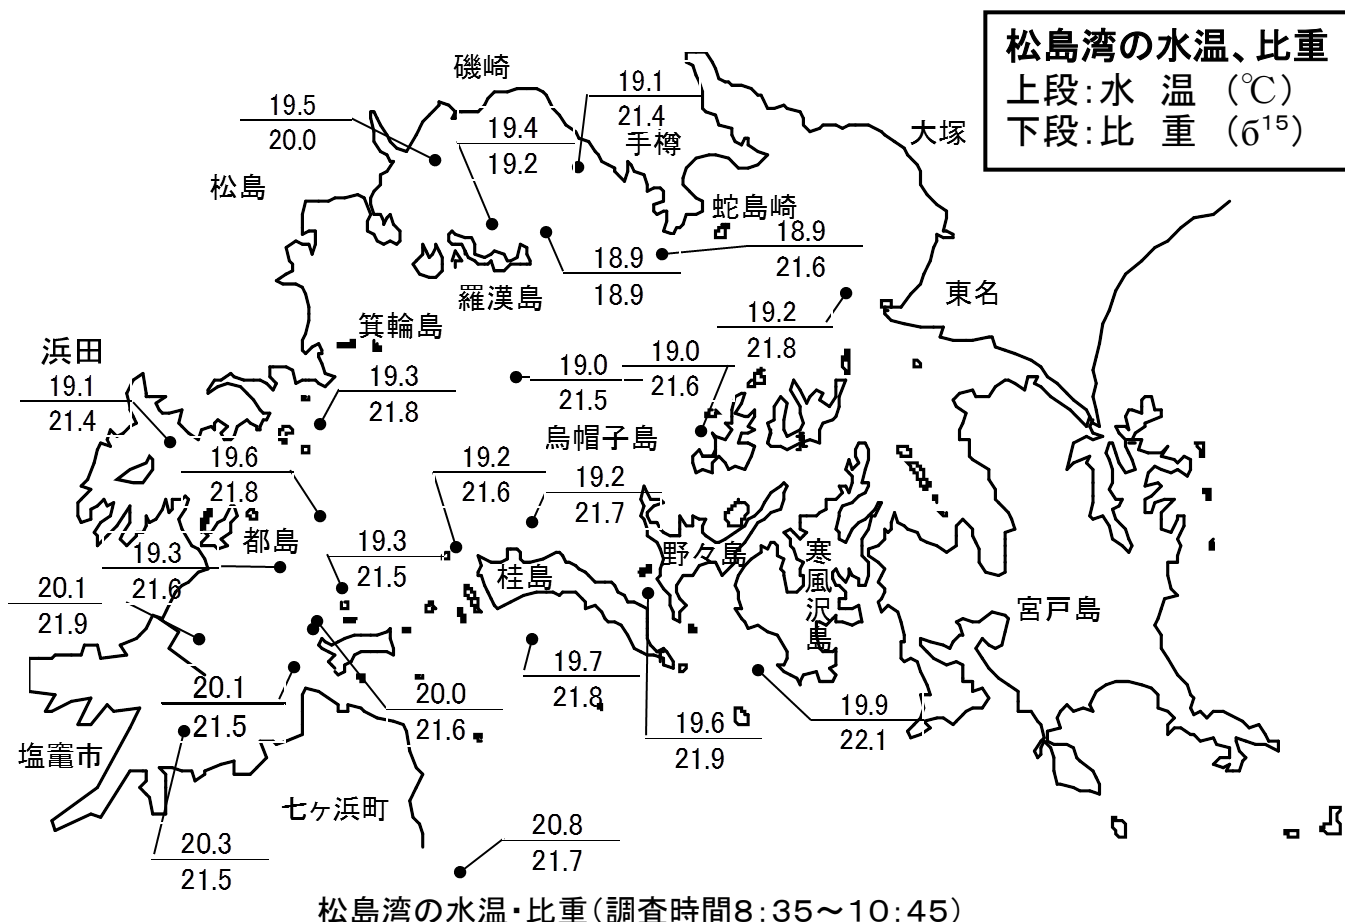 松島湾の水温、比重
上段：水　温　（℃）
下段：比　重　（б¹⁵）
磯崎
19.5
20.0
19.4
19.2
19.1
21.4
手樽
大塚
松島
蛇島崎
18.9
21.6
18.9
18.9
羅漢島
東名
箕輪島
19.2
21.8
浜田
19.1
21.4
19.3
21.8
19.0
21.5
19.0
21.6
烏帽子島
19.6
21.8
19.2
21.6
19.2
21.7
都島
19.3
21.6
19.3
21.5
桂島
野々島
寒風沢島
宮戸島
20.1
21.9
19.7
21.8
20.1
21.5
20.0
21.6
19.6
21.9
19.9
22.1
塩竈市
七ヶ浜町
20.3
21.5
20.8
21.7
松島湾の水温・比重（調査時間8：35～10：45）